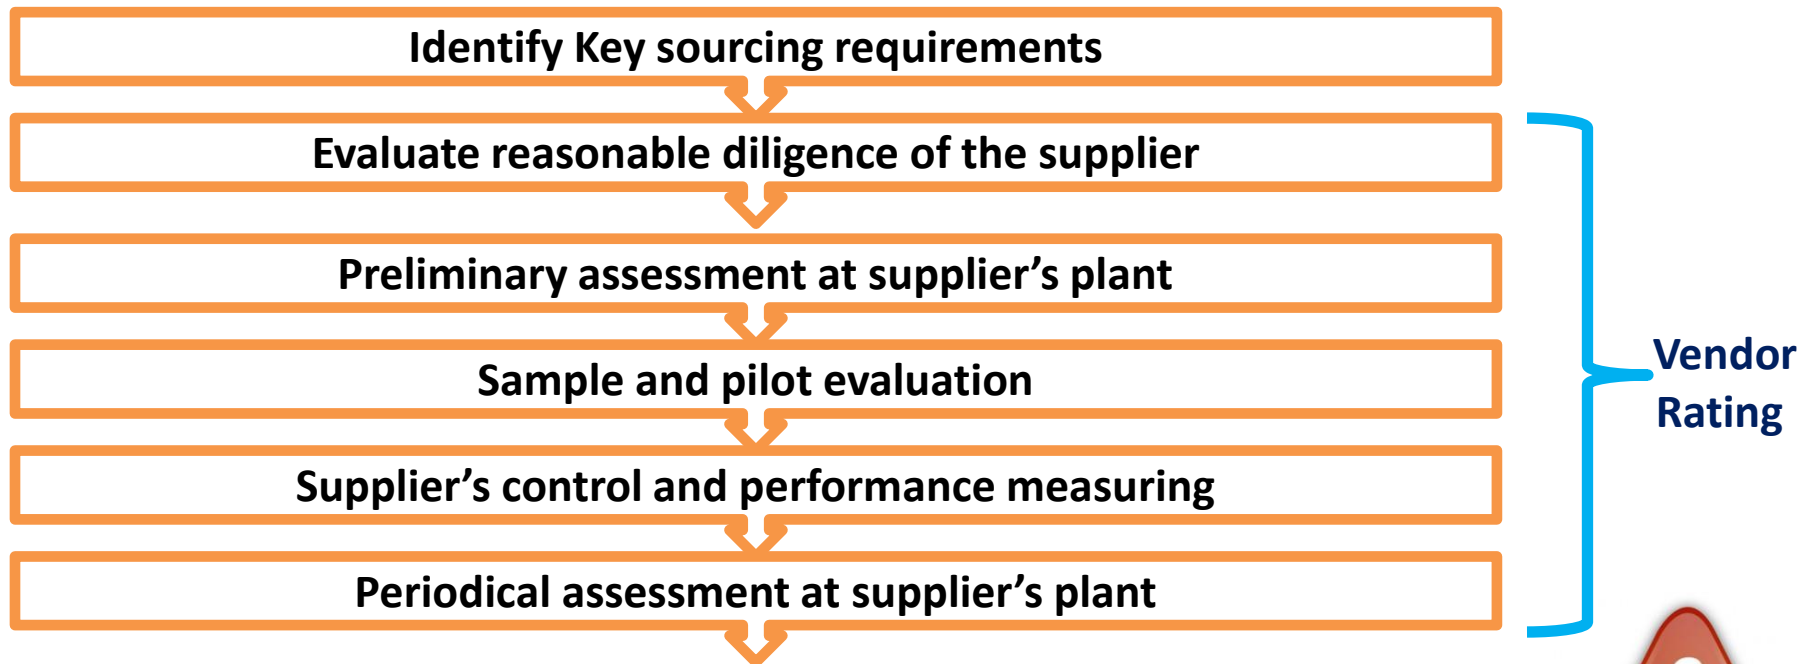 Identify Key sourcing requirements
Evaluate reasonable diligence of the supplier
Preliminary assessment at supplier’s plant
Sample and pilot evaluation
Supplier’s control and performance measuring
Periodical assessment at supplier’s plant
Vendor
Rating